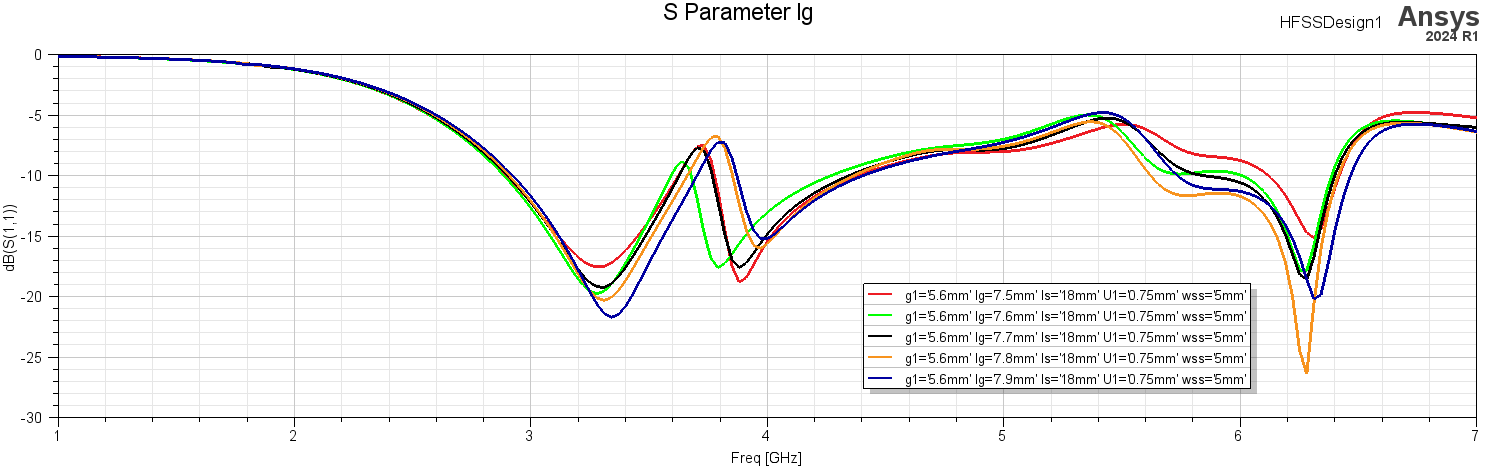 S Parameter lg
HFSSDesign1
Ansys
2024 R1
0
-5
-10
-15
-20
-25
-30
dB(S(1,1))
g1='5.6mm' lg='7.5mm' ls='18mm' U1='0.75mm' wss='5mm'
g1='5.6mm' lg='7.6mm' ls='18mm' U1='0.75mm' wss='5mm'
g1='5.6mm' lg='7.7mm' ls='18mm' U1='0.75mm' wss='5mm'
g1='5.6mm' lg='7.8mm' ls='18mm' U1='0.75mm' wss='5mm'
g1='5.6mm' lg='7.9mm' ls='18mm' U1='0.75mm' wss='5mm'
1 2 3 4 5 6 7
Freq [GHz]